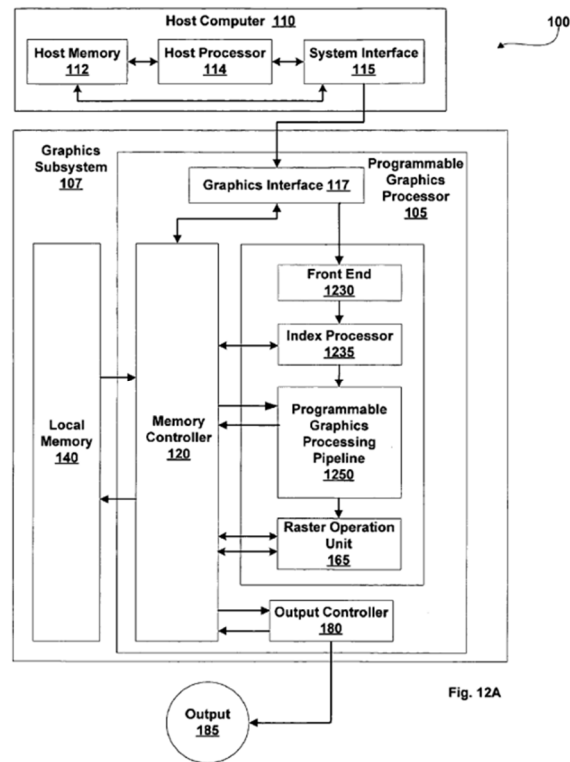 Host Computer 110
100
Host Memory
112
Host Processor
114
System Interface
115
Graphics
Subsystem
107
Programmable
Graphics
Processor
105
Graphics Interface 117
Front End
1230
Index Processor
1235
Local
Memory
140
Memory
Controller
120
Programmable
Graphics
Processing
Pipeline
1250
Raster Operation
Unit
165
Output Controller
180
Output
185
Fig. 12A